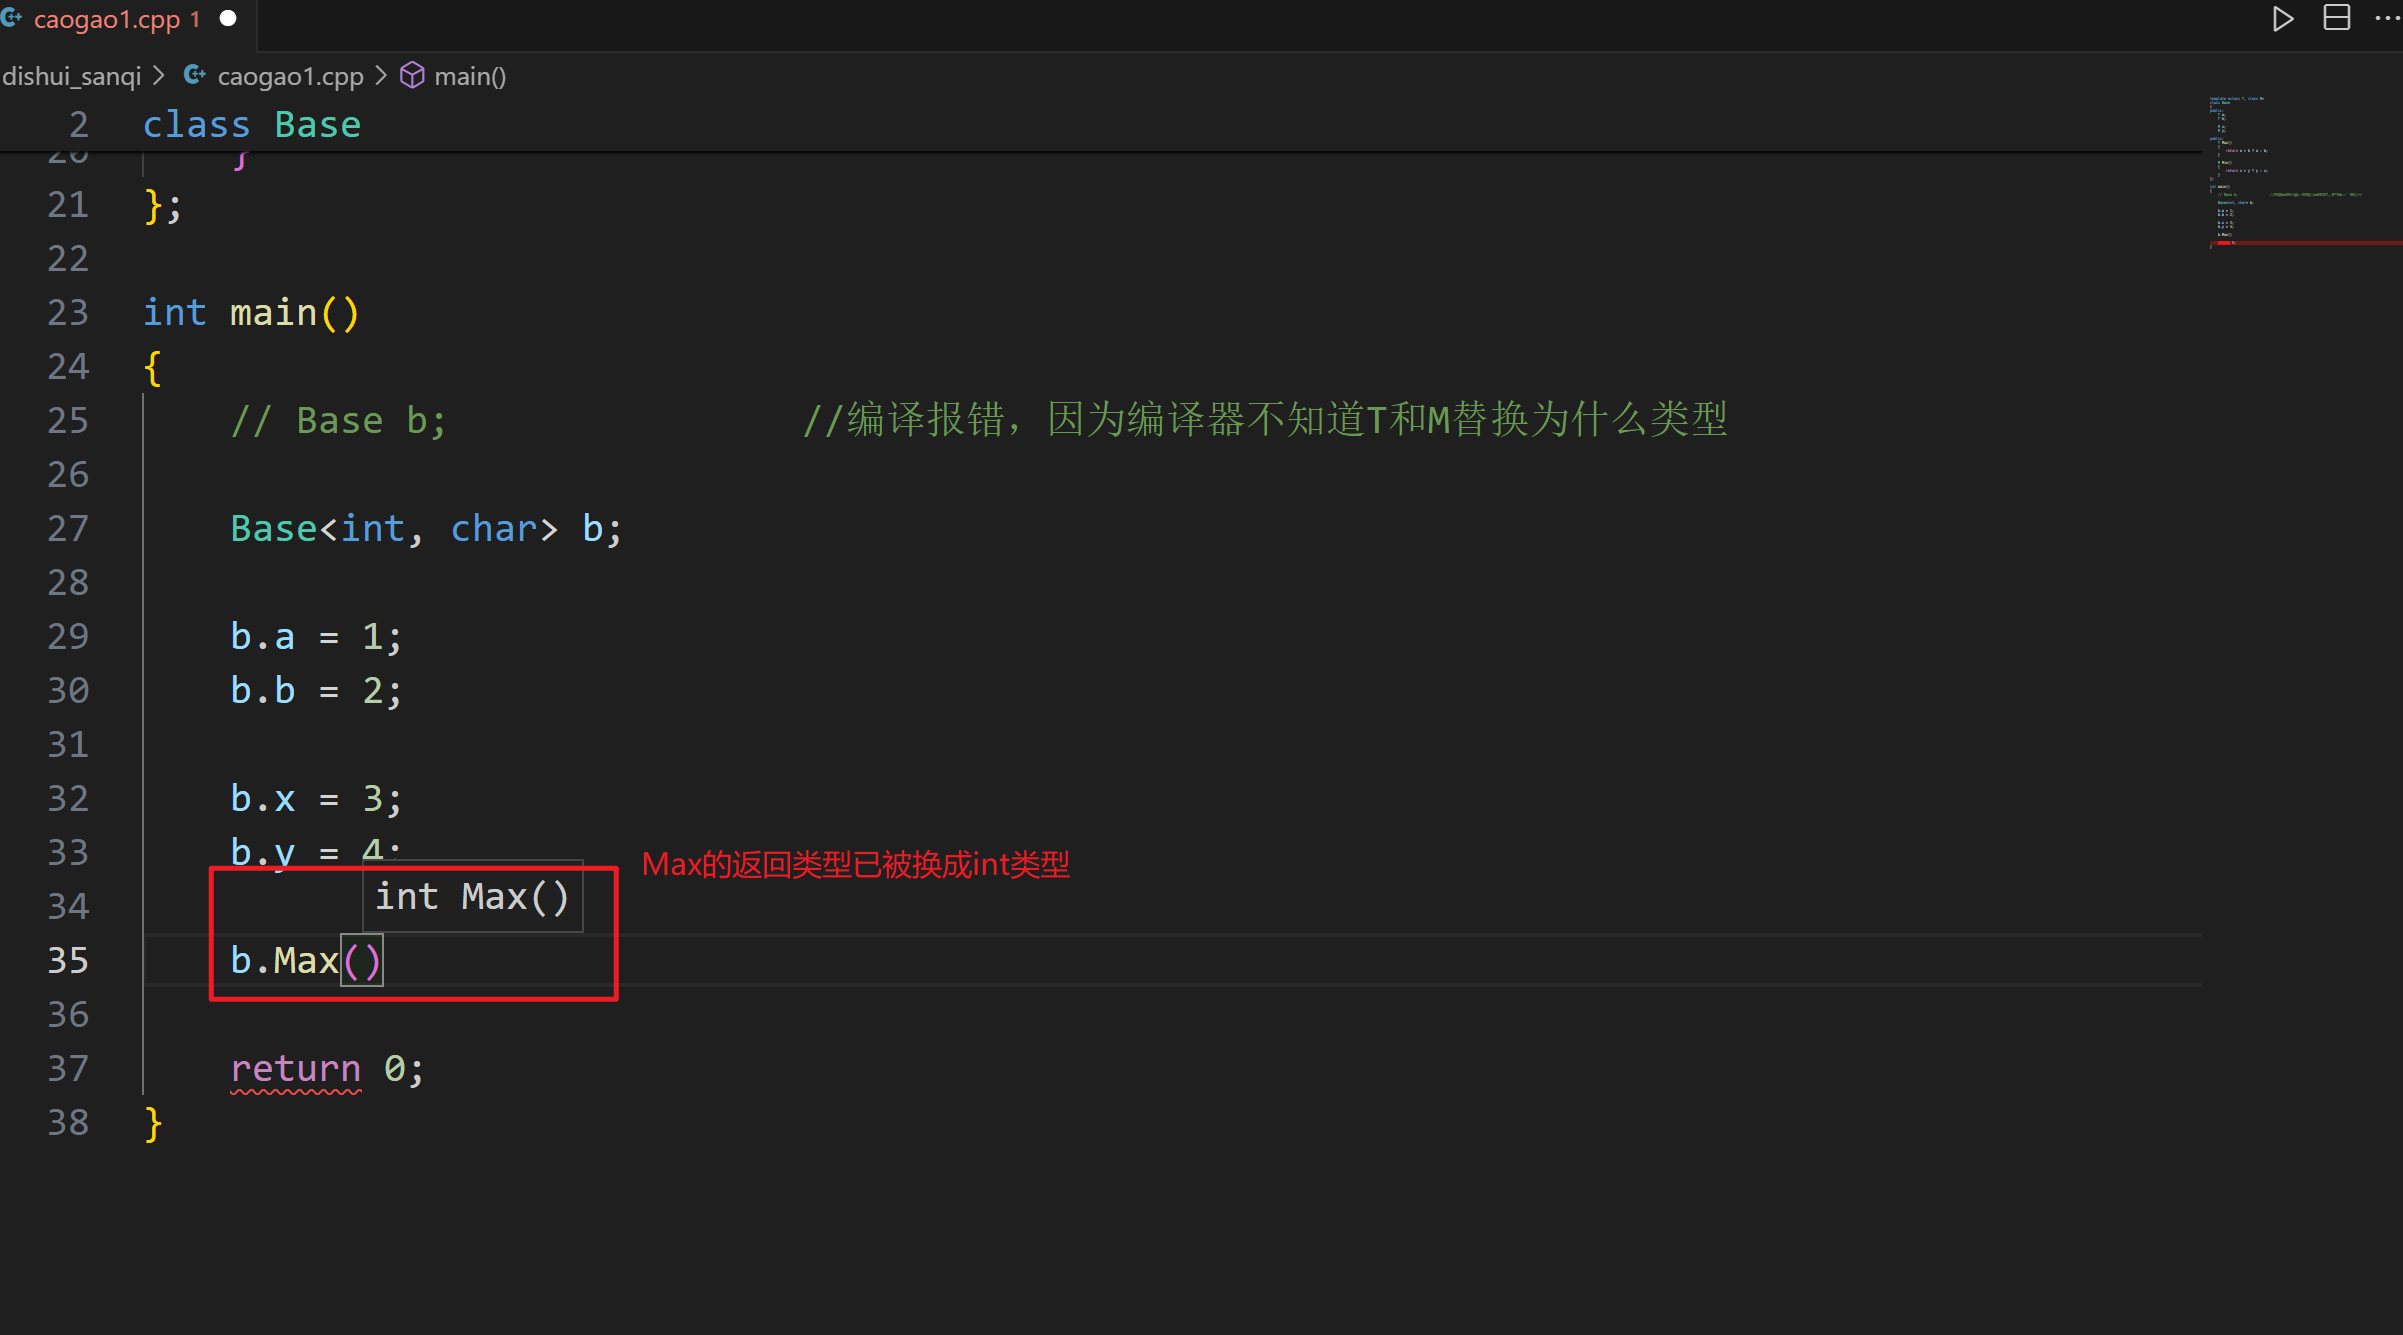 caogao1.cpp 1
dishui_sanqi > caogao1.cpp > main()
2 class Base
20 }
21 };
22
23 int main()
24 {
25 // Base b; //编译报错，因为编译器不知道T和M替换为什么类型
26
27 Base<int, char> b;
28
29 b.a = 1;
30 b.b = 2;
31
32 b.x = 3;
33 b.y = 4;
Max的返回类型已被换成int类型
34 int Max()
35 b.Max()
36
37 return 0;
38 }